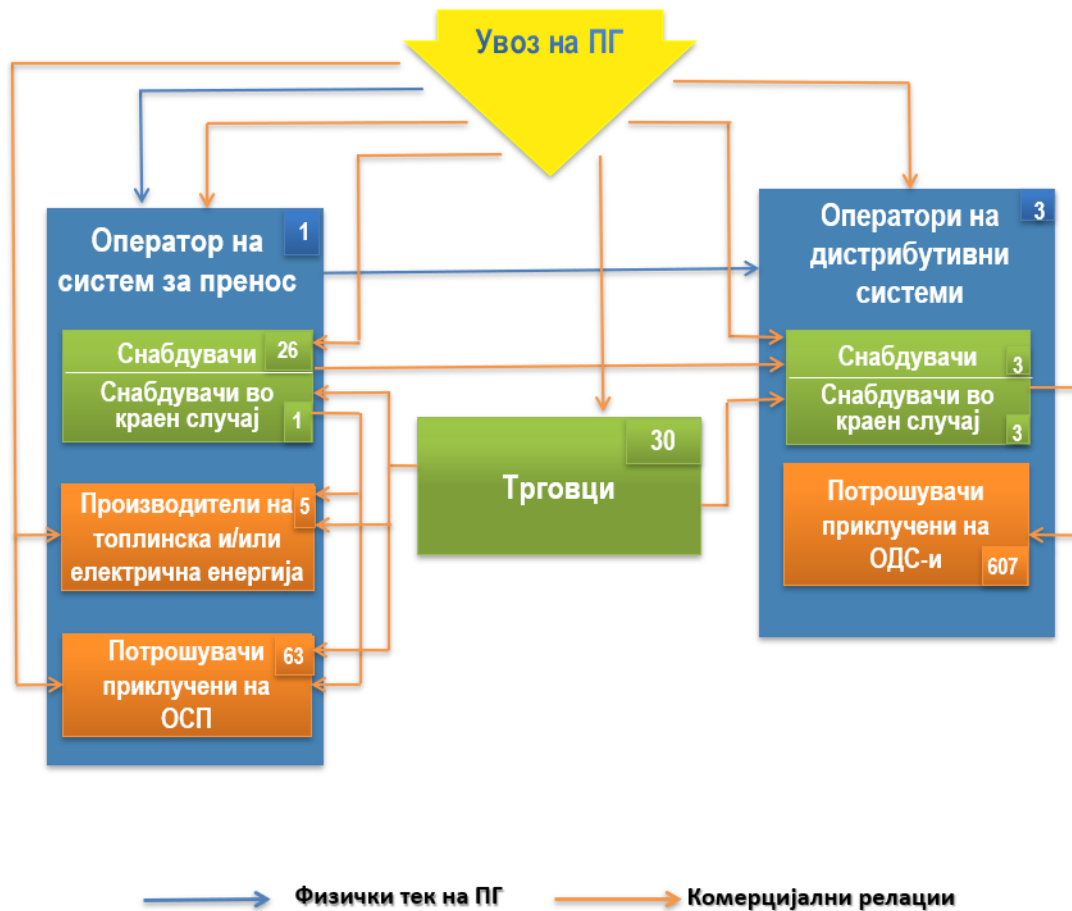 Увоз на ПГ
Оператор на
систем за пренос
1
Снабдувачи
26
Снабдувачи во
краен случај
1
Производители на
топлинска и/или
електрична енергија
5
Потрошувачи
приклучени на
ОСП
63
Трговци
30
Оператори на
дистрибутивни
системи
3
Снабдувачи
3
Снабдувачи во
краен случај
3
Потрошувачи
приклучени на
ОДС-и
607
Физички тек на ПГ
Комерцијални релации